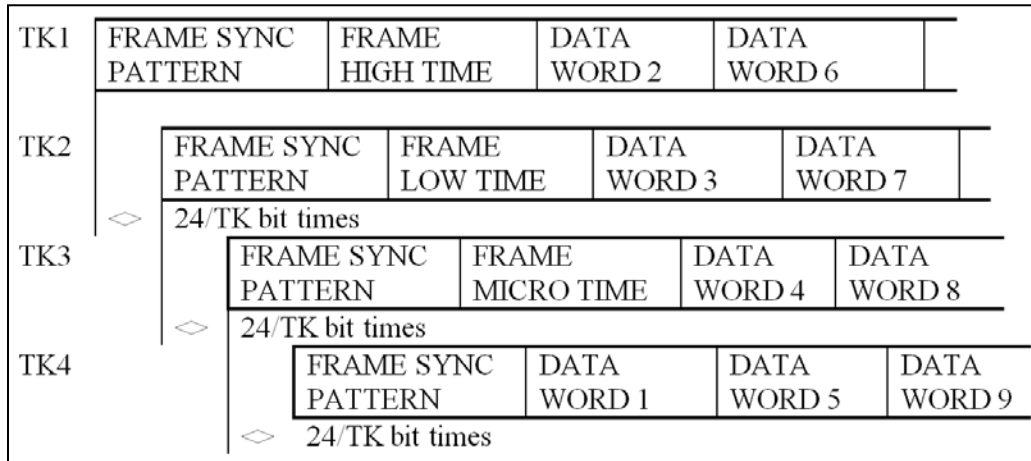 TK1 FRAME SYNC FRAME DATA DATA
PATTERN HIGH TIME WORD 2 WORD 6
TK2 FRAME SYNC FRAME DATA DATA
PATTERN LOW TIME WORD 3 WORD 7
24/TK bit times
TK3 FRAME SYNC FRAME DATA DATA
PATTERN MICRO TIME WORD 4 WORD 8
24/TK bit times
TK4 FRAME SYNC DATA DATA DATA
PATTERN WORD 1 WORD 5 WORD 9
24/TK bit times